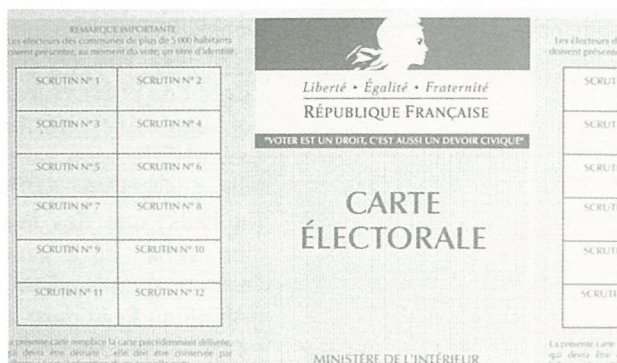 REMARQUE IMPORTANTE
Les électeurs des communes de plus de 5 000 habitants
doivent présenter, au moment du vote, un titre d'identité
SCRUTIN N° 1 SCRUTIN N° 2
SCRUTIN N° 3 SCRUTIN N° 4
SCRUTIN N° 5 SCRUTIN N° 6
SCRUTIN N° 7 SCRUTIN N° 8
SCRUTIN N° 9 SCRUTIN N° 10
SCRUTIN N° 11 SCRUTIN N° 12
La présente carte remplace la carte précédemment délivrée,
qui devra être détruite ; elle doit être conservée par
Liberté • Égalité • Fraternité
RÉPUBLIQUE FRANÇAISE
"VOTER EST UN DROIT, C'EST AUSSI UN DEVOIR CIVIQUE"
CARTE
ÉLECTORALE
MINISTÈRE DE L'INTÉRIEUR
Les électeurs d
doivent présente
SCRUT
SCRUT
SCRUT
SCRUT
SCRUT
SCRUT
La présente carte
qui devra être